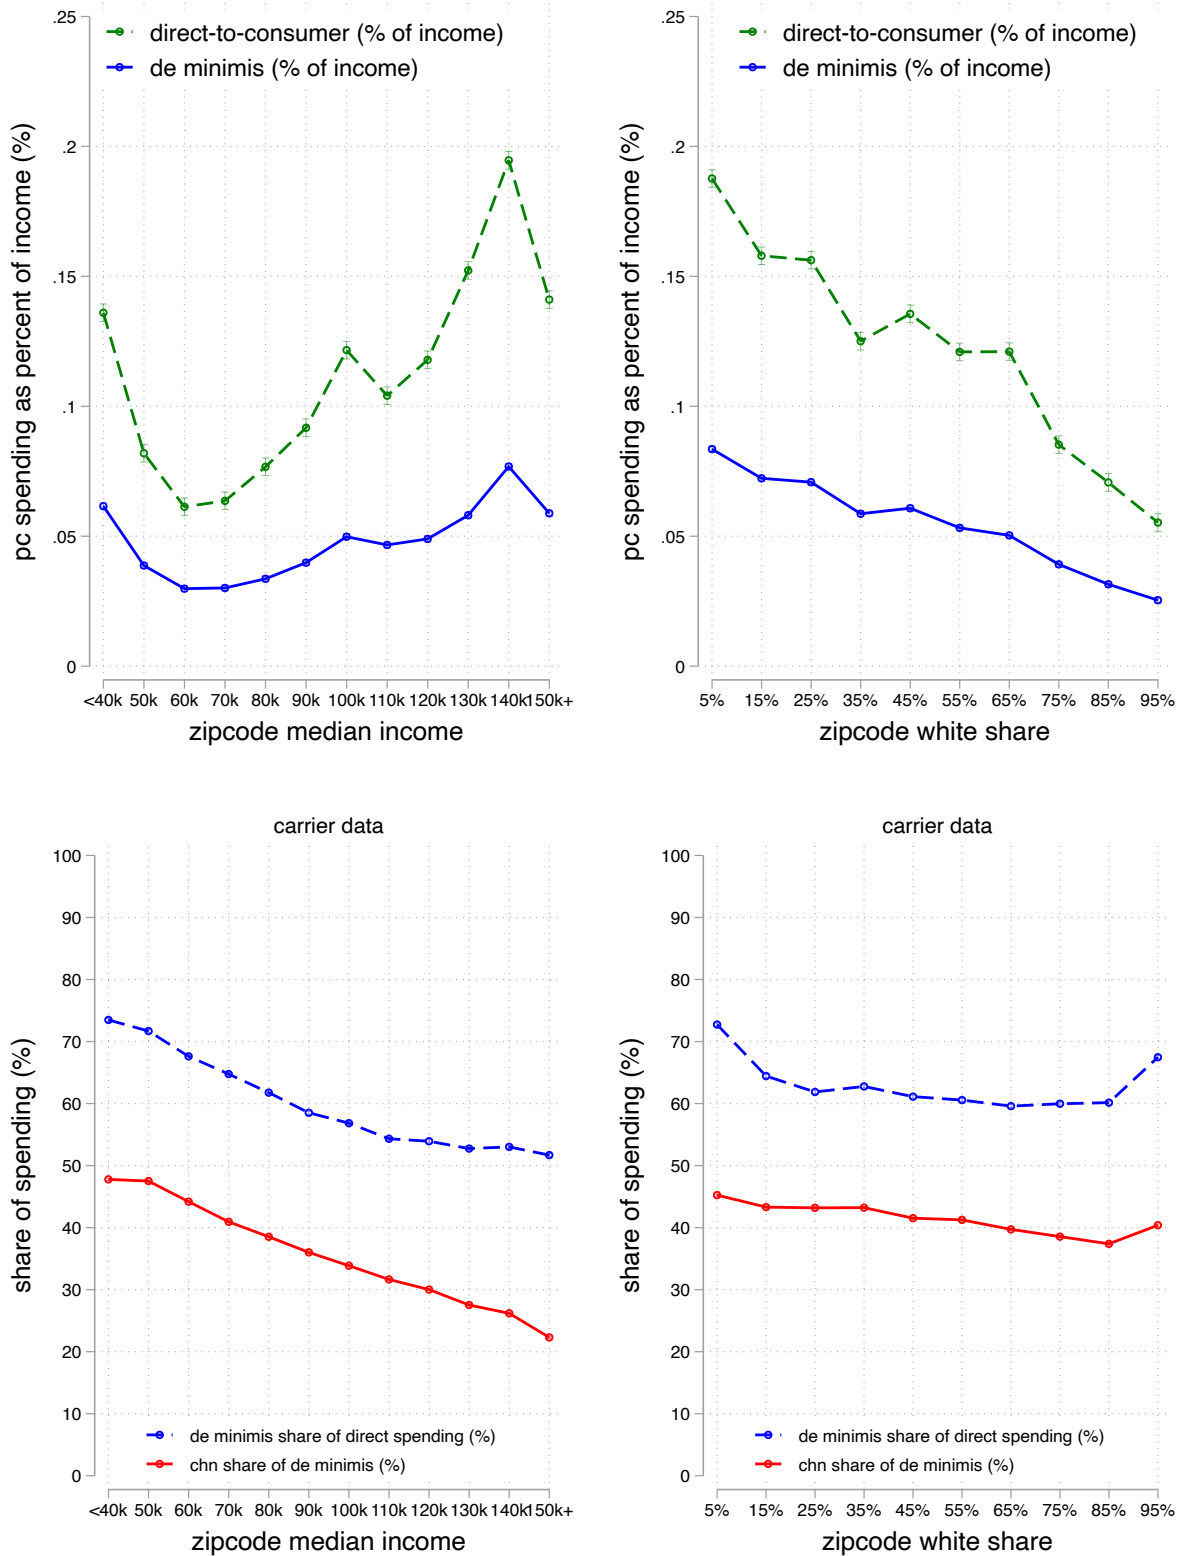 direct-to-consumer (% of income)
de minimis (% of income)
pc spending as percent of income (%)
.25
.2
.15
.1
.05
0
<40k 50k 60k 70k 80k 90k 100k 110k 120k 130k 140k 150k+
zipcode median income
direct-to-consumer (% of income)
de minimis (% of income)
pc spending as percent of income (%)
.25
.2
.15
.1
.05
0
5% 15% 25% 35% 45% 55% 65% 75% 85% 95%
zipcode white share
carrier data
share of spending (%)
100
90
80
70
60
50
40
30
20
10
0
de minimis share of direct spending (%)
chn share of de minimis (%)
<40k 50k 60k 70k 80k 90k 100k 110k 120k 130k 140k 150k+
zipcode median income
carrier data
share of spending (%)
100
90
80
70
60
50
40
30
20
10
0
de minimis share of direct spending (%)
chn share of de minimis (%)
5% 15% 25% 35% 45% 55% 65% 75% 85% 95%
zipcode white share